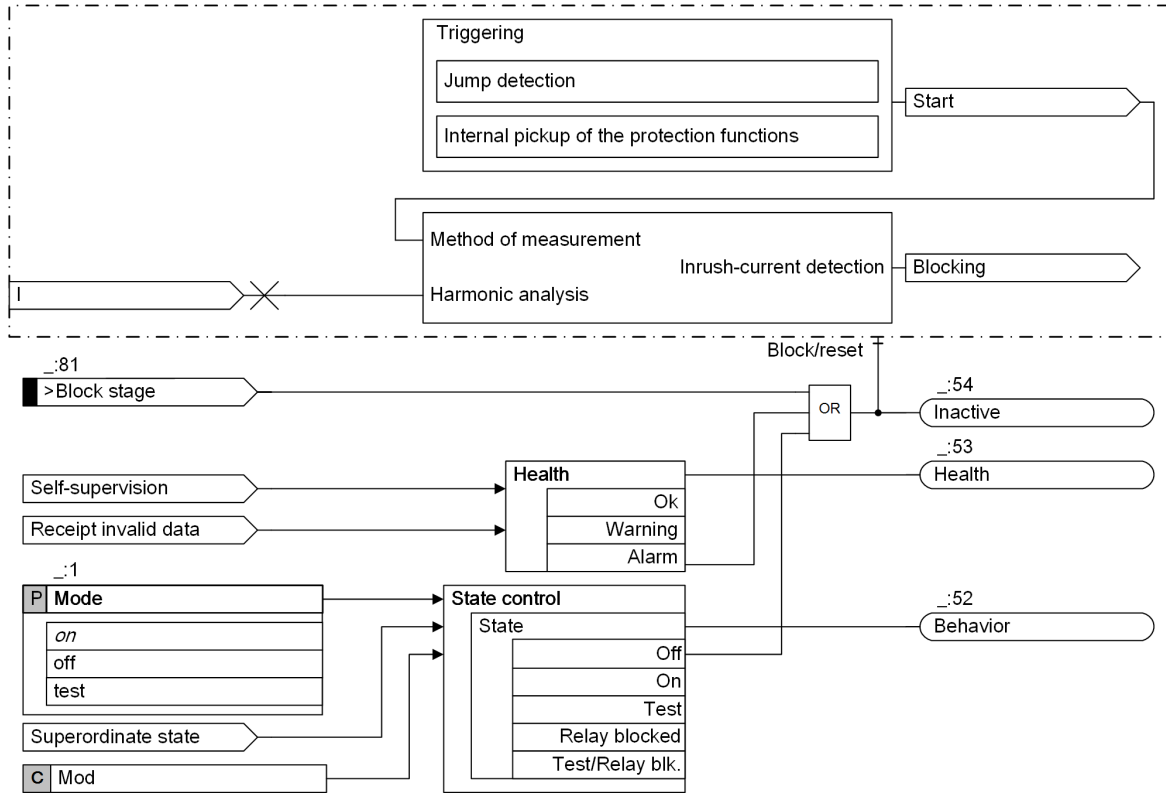 Triggering
Jump detection
Start
Internal pickup of the protection functions
Method of measurement
Inrush-current detection
Blocking
I
Harmonic analysis
Block/reset
_:81
>Block stage
OR
_:54
Inactive
_:53
Health
Health
Self-supervision
Ok
Receipt invalid data
Warning
Alarm
_:1
P
Mode
on
off
test
State control
State
_:52
Behavior
Off
On
Test
Superordinate state
Relay blocked
C
Mod
Test/Relay blk.